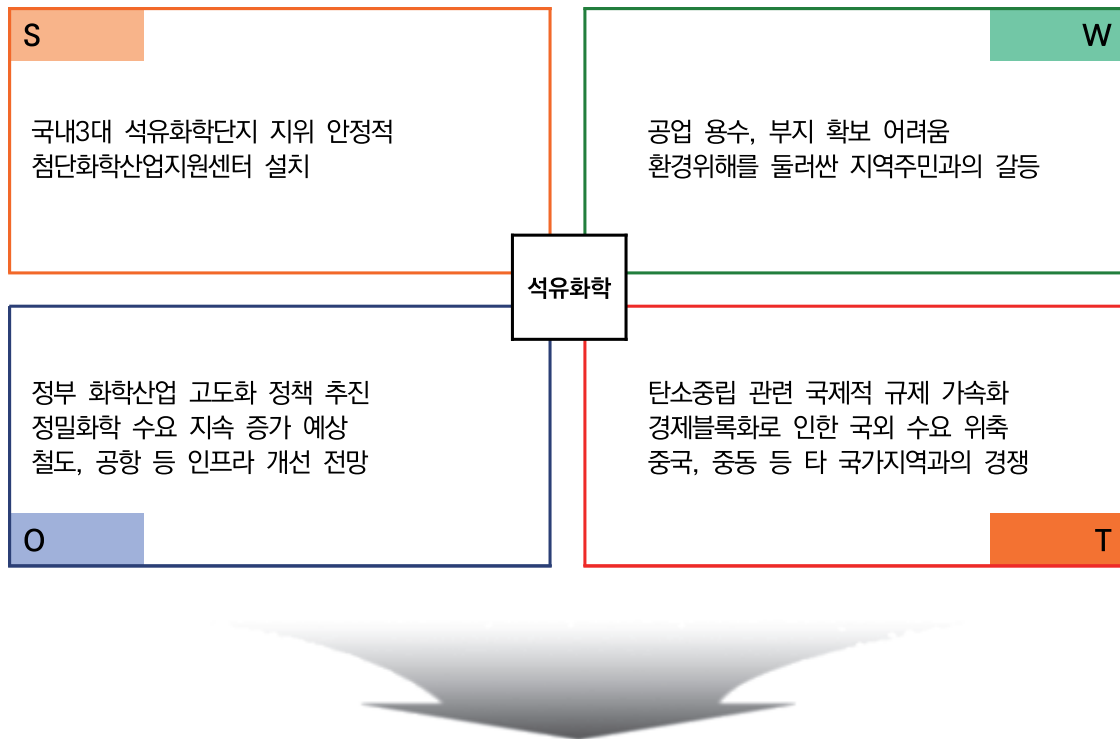 S
국내3대 석유화학단지 지위 안정적
첨단화학산업지원센터 설치
W
공업 용수, 부지 확보 어려움
환경위해를 둘러싼 지역주민과의 갈등
석유화학
정부 화학산업 고도화 정책 추진
정밀화학 수요 지속 증가 예상
철도, 공항 등 인프라 개선 전망
O
탄소중립 관련 국제적 규제 가속화
경제블록화로 인한 국외 수요 위축
중국, 중동 등 타 국가지역과의 경쟁
T